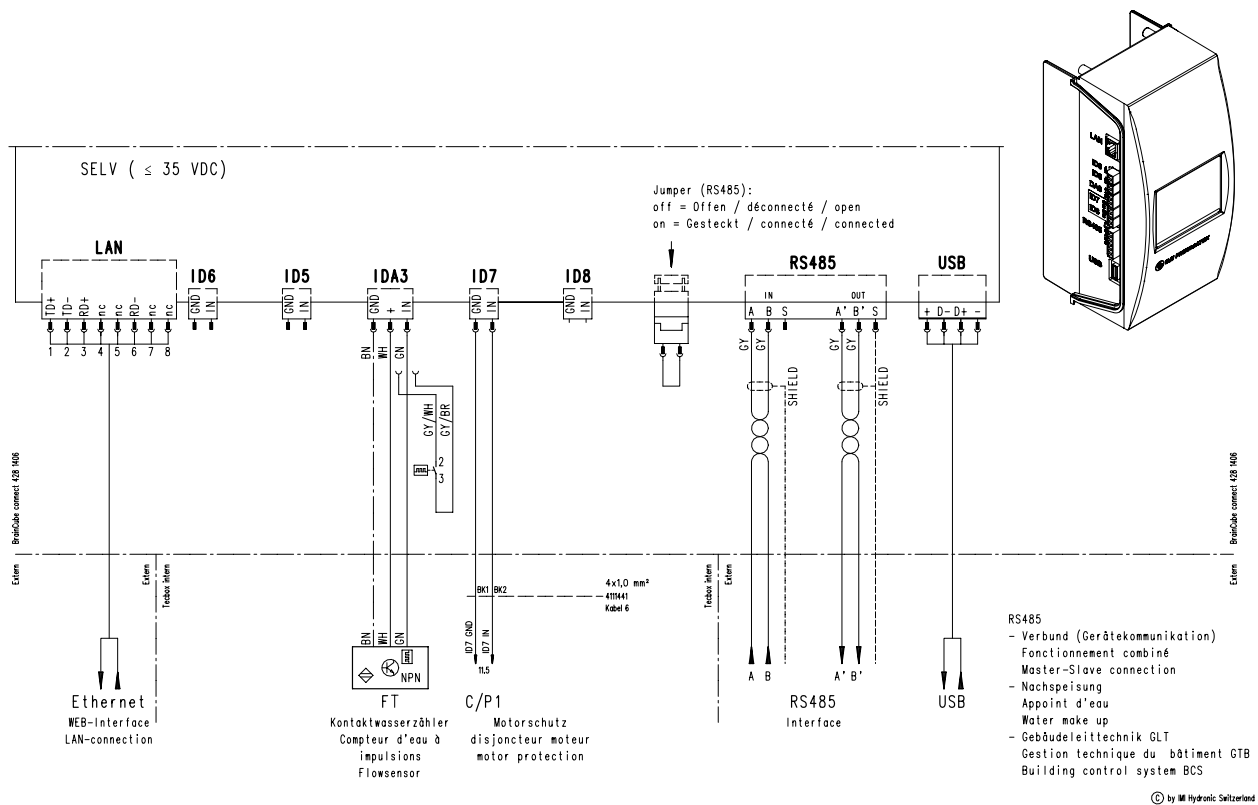 SELV ( ≤ 35 VDC)
Jumper (RS485):
off = Offen / déconnecté / open
on = Gesteckt / connecté / connected
LAN
ID6
ID5
IDA3
ID7
ID8
RS485
USB
TD+
TD-
RD+
nc
nc
RD-
nc
nc
GND
IN
GND
IN
GND
+
IN
GND
IN
GND
IN
IN
OUT
A B S
A' B' S
+ D- D+ -
1 2 3 4 5 6 7 8
BN
WH
GN
GY
GY
GY
GY
SHIELD
SHIELD
GY/WH
GY/BR
2
3
BrainCube connect 428 1406
BrainCube connect 428 1406
Extern
Extern
Tecbox intern
Tecbox intern
Extern
Extern
BK1
BK2
4x1,0 mm²
4111441
Kabel 6
ID7 GND
ID7 IN
11,5
BN
WH
GN
NPN
A B
A' B'
Ethernet
WEB-Interface
LAN-connection
FT
Kontaktwasserzähler
Compteur d'eau à
impulsions
Flowsensor
C/P1
Motorschutz
disjoncteur moteur
motor protection
RS485
Interface
USB
RS485
- Verbund (Gerätekommunikation)
Fonctionnement combiné
Master-Slave connection
- Nachspeisung
Appoint d'eau
Water make up
- Gebäudeleittechnik GLT
Gestion technique du bâtiment GTB
Building control system BCS
© by IMI Hydronic Switzerland
LAN
ID7
RS485
USB